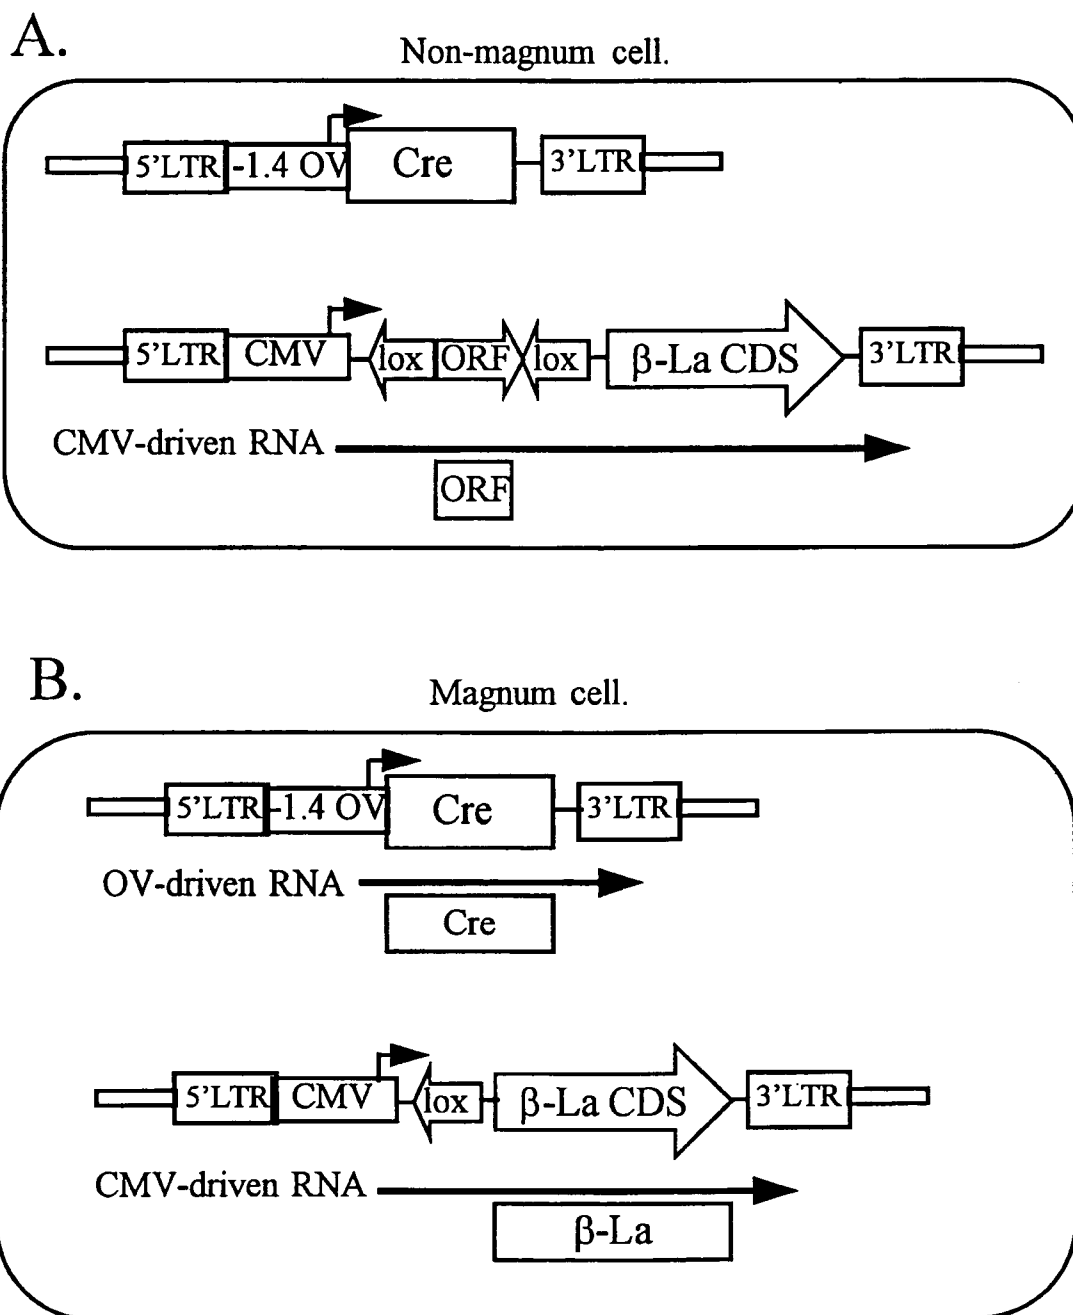 A.
Non-magnum cell.
5'LTR -1.4 OV Cre 3'LTR
5'LTR CMV lox ORF lox β-La CDS 3'LTR
CMV-driven RNA
ORF
B.
Magnum cell.
5'LTR -1.4 OV Cre 3'LTR
OV-driven RNA
Cre
5'LTR CMV lox β-La CDS 3'LTR
CMV-driven RNA
β-La